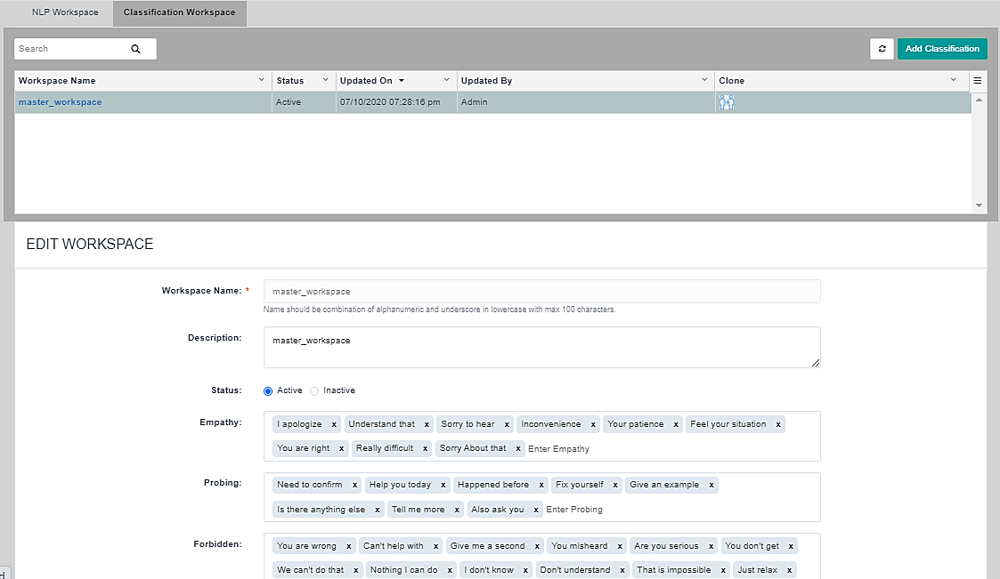 NLP Workspace Classification Workspace
Search Add Classification
Workspace Name Status Updated On Updated By Clone
master_workspace Active 07/10/2020 07:28:16 pm Admin
EDIT WORKSPACE
Workspace Name: * master_workspace
Name should be combination of alphanumeric and underscore in lowercase with max 100 characters.
Description: master_workspace
Status: Active Inactive
Empathy: I apologize x Understand that x Sorry to hear x Inconvenience x Your patience x Feel your situation x
You are right x Really difficult x Sorry About that x Enter Empathy
Probing: Need to confirm x Help you today x Happened before x Fix yourself x Give an example x
Is there anything else x Tell me more x Also ask you x Enter Probing
Forbidden: You are wrong x Can't help with x Give me a second x You misheard x Are you serious x You don't get x
We can't do that x Nothing I can do x I don't know x Don't understand x That is impossible x Just relax x